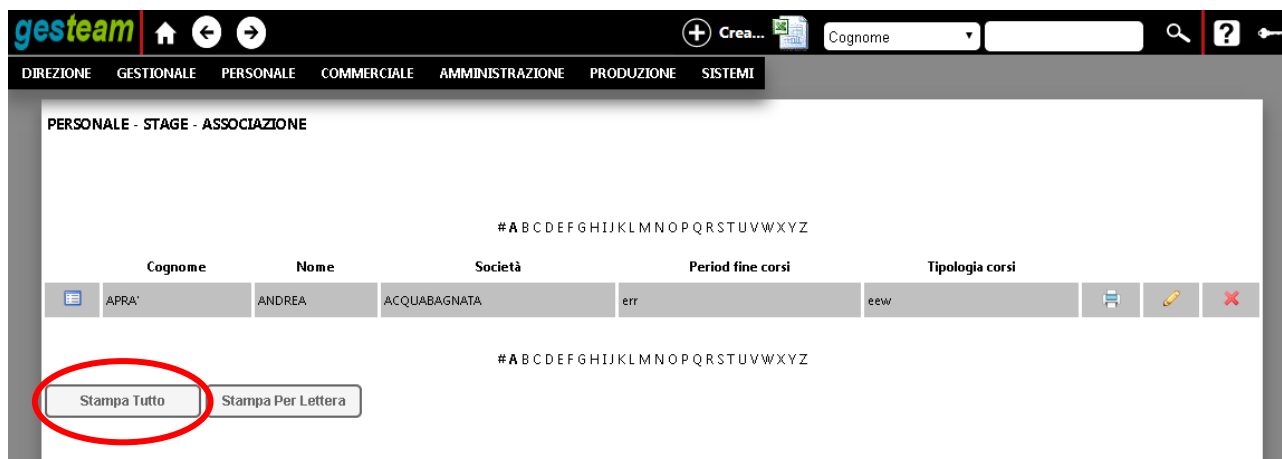 gesteam Crea... Cognome ?
DIREZIONE GESTIONALE PERSONALE COMMERCIALE AMMINISTRAZIONE PRODUZIONE SISTEMI
PERSONALE - STAGE - ASSOCIAZIONE
# A B C D E F G H I J K L M N O P Q R S T U V W X Y Z
Cognome Nome Società Period fine corsi Tipologia corsi
APRA' ANDREA ACQUABAGNATA err eew
# A B C D E F G H I J K L M N O P Q R S T U V W X Y Z
Stampa Tutto Stampa Per Lettera